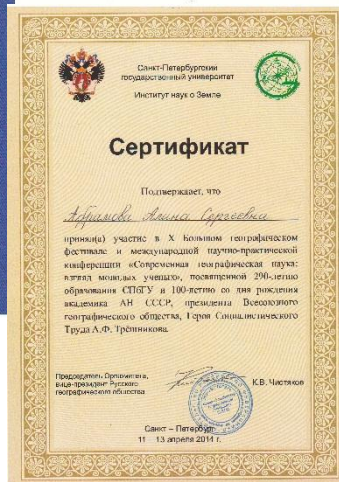 Санкт-Петербургский
государственный университет
Институт наук о Земле
Сертификат
Подтверждает, что
Абрамова Алина Сергеевна
принял(а) участие в X Большом географическом
фестивале и международной научно-практической
конференции «Современная географическая наука:
взгляд молодых ученых», посвященной 290-летию
образования СПбГУ и 100-летию со дня рождения
академика АН СССР, президента Всесоюзного
географического общества, Героя Социалистического
Труда А.Ф. Трёшникова.
Председатель Оргкомитета,
вице-президент Русского
географического общества
К.В. Чистяков
Санкт – Петербург
11 13 апреля 2014 г.